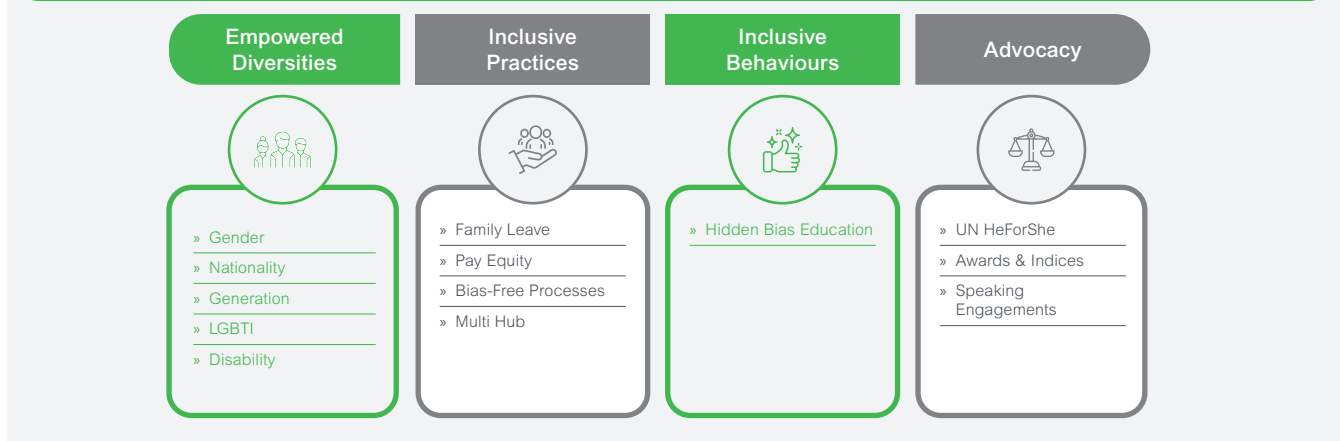 Empowered
Diversities
Inclusive
Practices
Inclusive
Behaviours
Advocacy
» Gender
» Nationality
» Generation
» LGBTI
» Disability
» Family Leave
» Pay Equity
» Bias-Free Processes
» Multi Hub
» Hidden Bias Education
» UN HeForShe
» Awards & Indices
» Speaking
Engagements